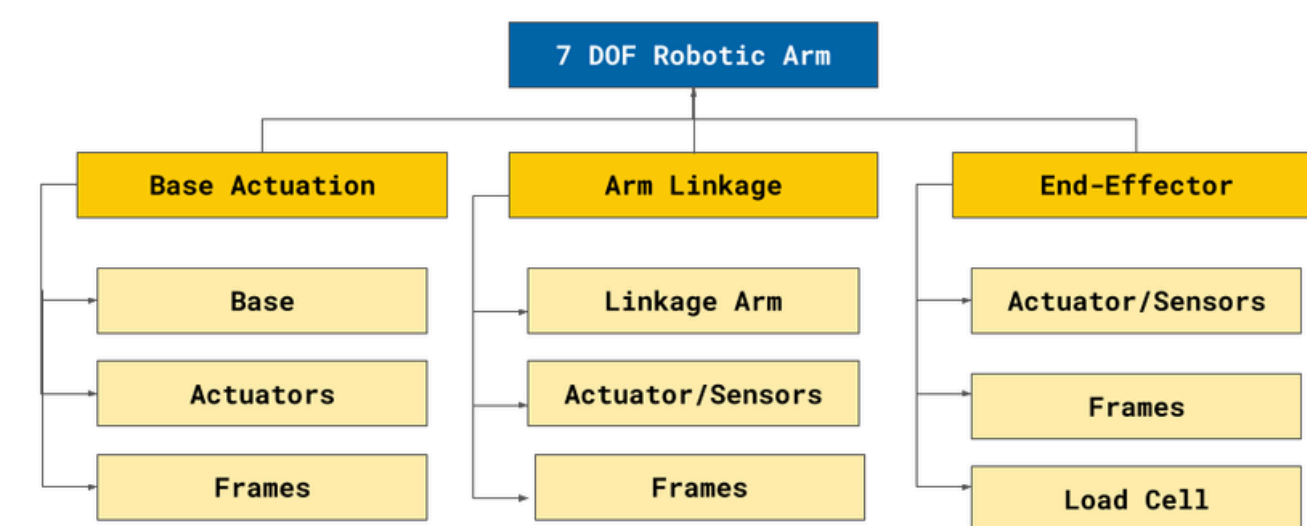 7 DOF Robotic Arm
Base Actuation
Arm Linkage
End-Effector
Base
Linkage Arm
Actuator/Sensors
Actuators
Actuator/Sensors
Frames
Frames
Frames
Load Cell